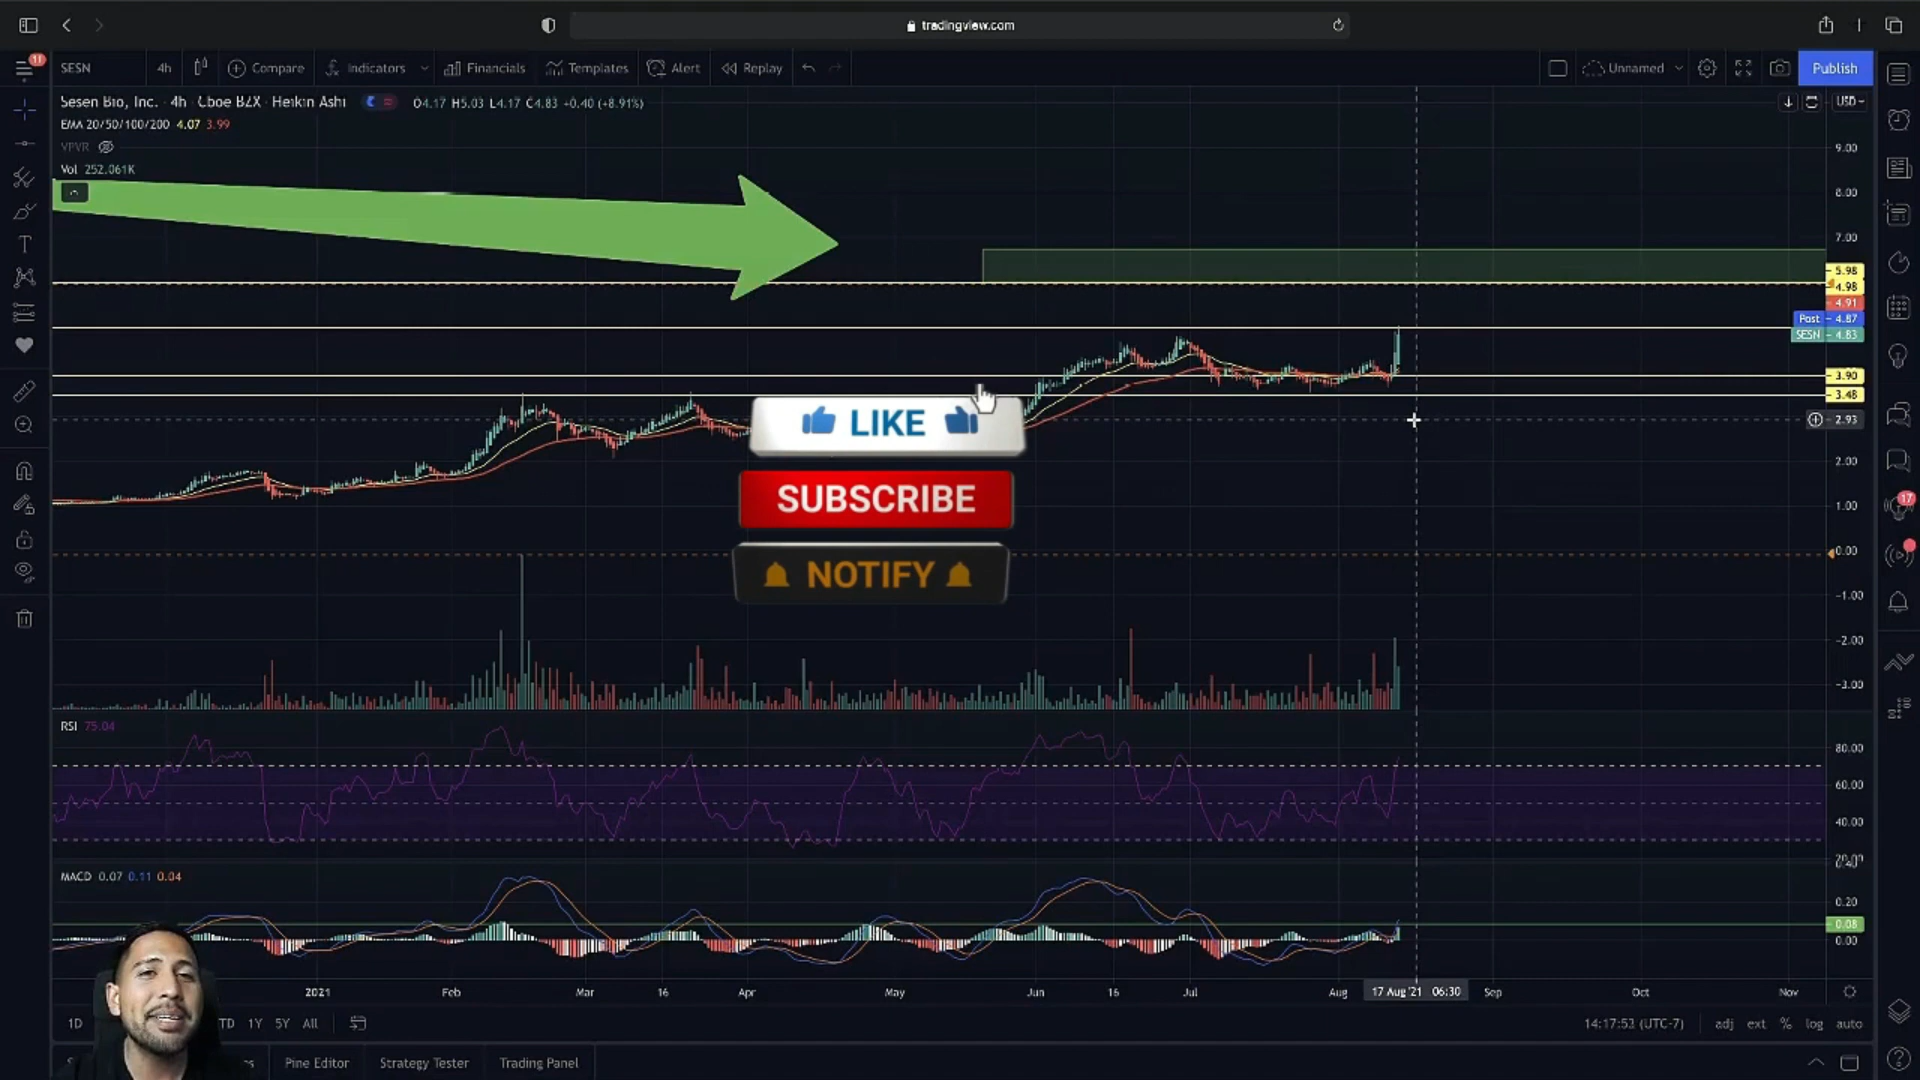 tradingview.com
11
SESN
4h
Compare
Indicators
Financials
Templates
Alert
Replay
Unnamed
Publish
Sesen Bio, Inc. · 4h · Cboe BZX · Heikin Ashi
O4.17 H5.03 L4.17 C4.83 +0.40 (+8.91%)
USD
EMA 20/50/100/200 4.07 3.99
VPVR
Vol 252.061K
9.00
8.00
7.00
5.98
4.98
4.91
Post 4.87
SESN 4.83
3.90
3.48
2.93
2.00
1.00
0.00
-1.00
-2.00
-3.00
LIKE
SUBSCRIBE
NOTIFY
17
RSI 75.04
80.00
60.00
40.00
MACD 0.07 0.11 0.04
0.20
0.08
0.00
2021
Feb
Mar
16
Apr
May
Jun
16
Jul
Aug
17 Aug'21 06:30
Sep
Oct
Nov
1D
TD
1Y
5Y
All
14:17:53 (UTC-7)
adj
ext
%
log
auto
Pine Editor
Strategy Tester
Trading Panel